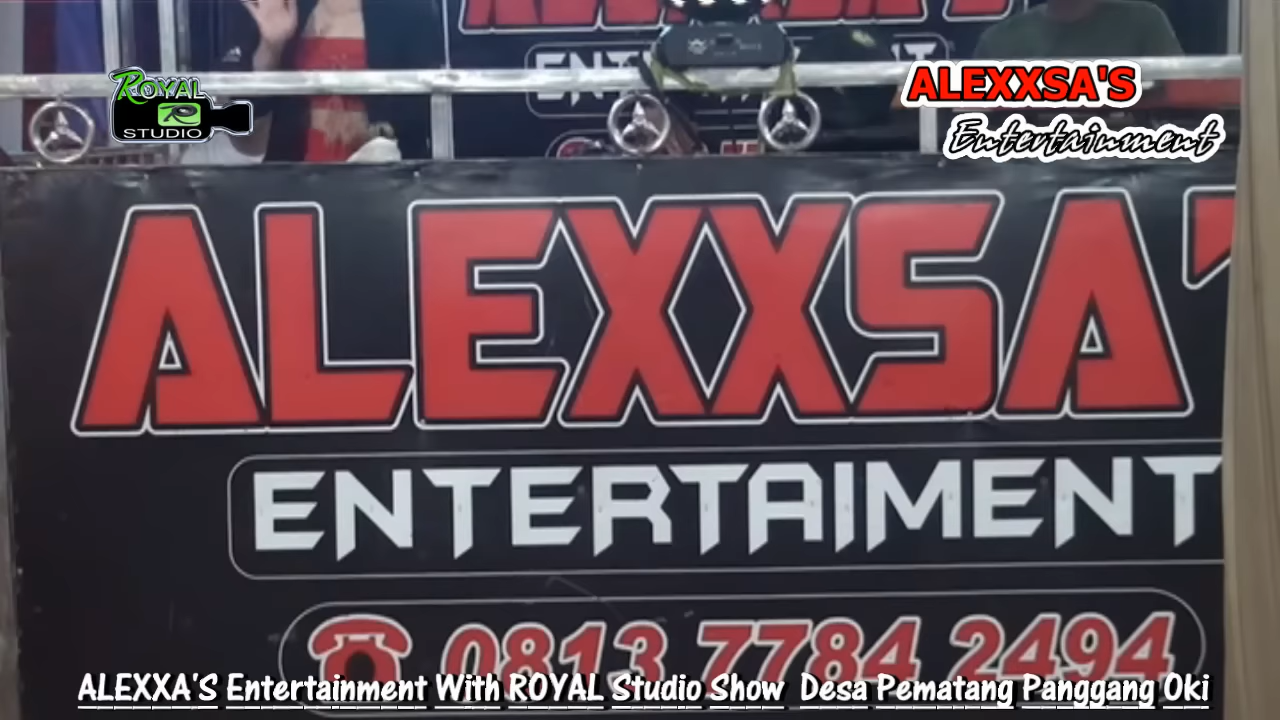 ROYAL
R
STUDIO
ALEXXSA'S
Entertainment
ALEXXSA'
ENTERTAIMENT
0813 7784 2494
ALEXXA'S Entertainment With ROYAL Studio Show Desa Pematang Panggang Oki